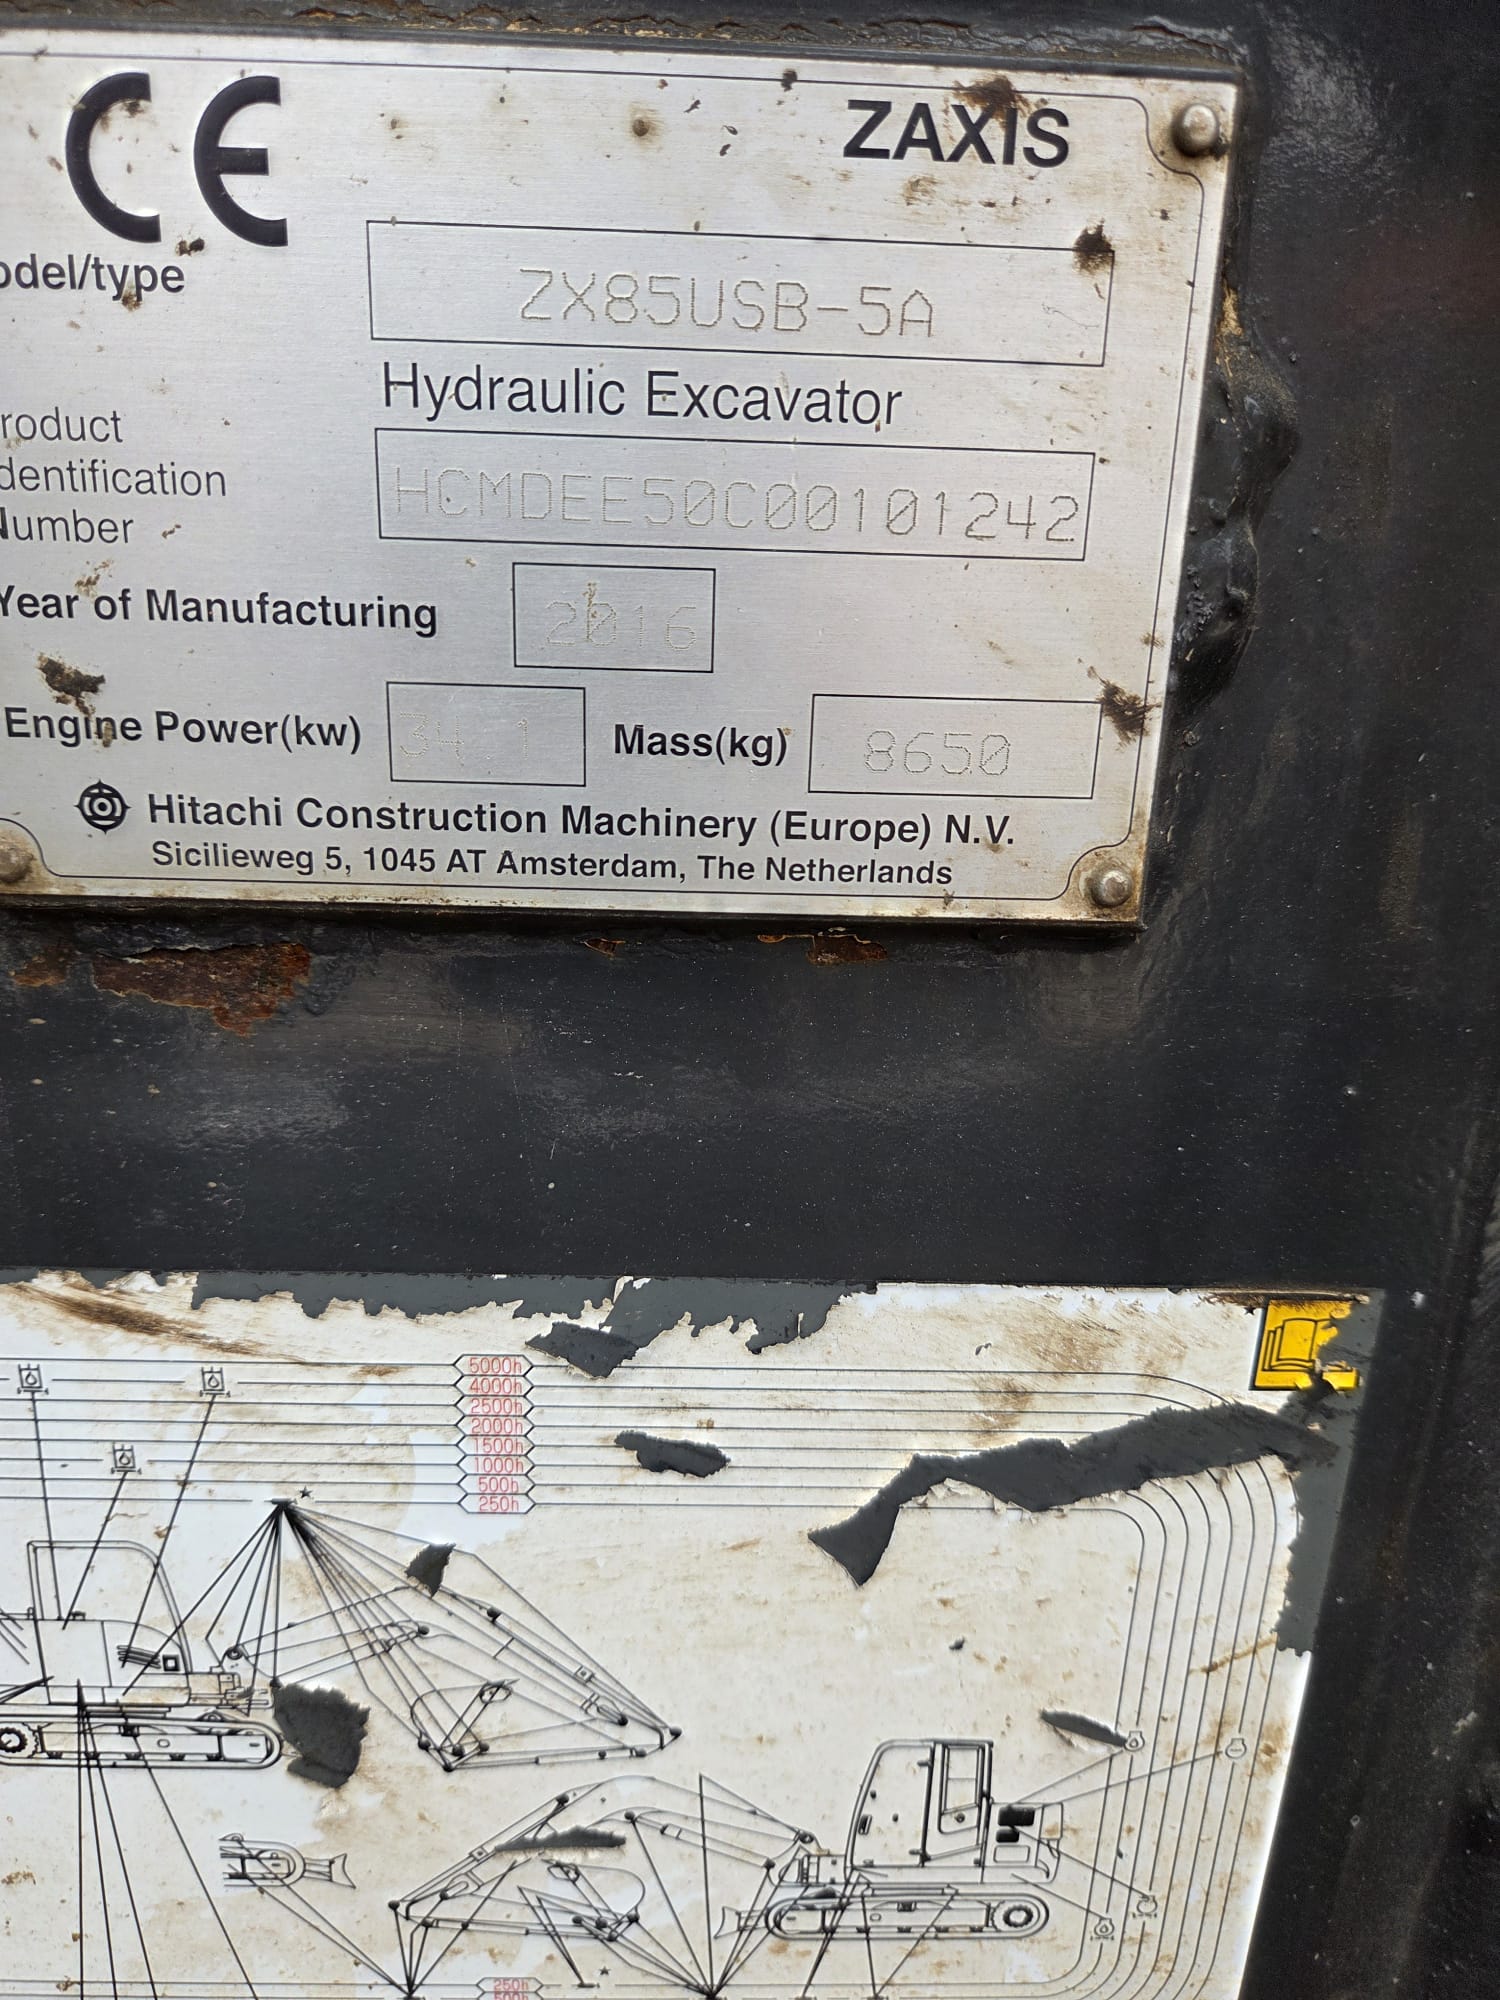 CE
ZAXIS
odel/type
ZX85USB-5A
Hydraulic Excavator
roduct
dentification
Number
HCMDEE50C00101242
Year of Manufacturing
2016
Engine Power(kw)
34.1
Mass(kg)
8650
Hitachi Construction Machinery (Europe) N.V.
Sicilieweg 5, 1045 AT Amsterdam, The Netherlands
5000h
4000h
2500h
2000h
1500h
1000h
500h
250h
250h
500h